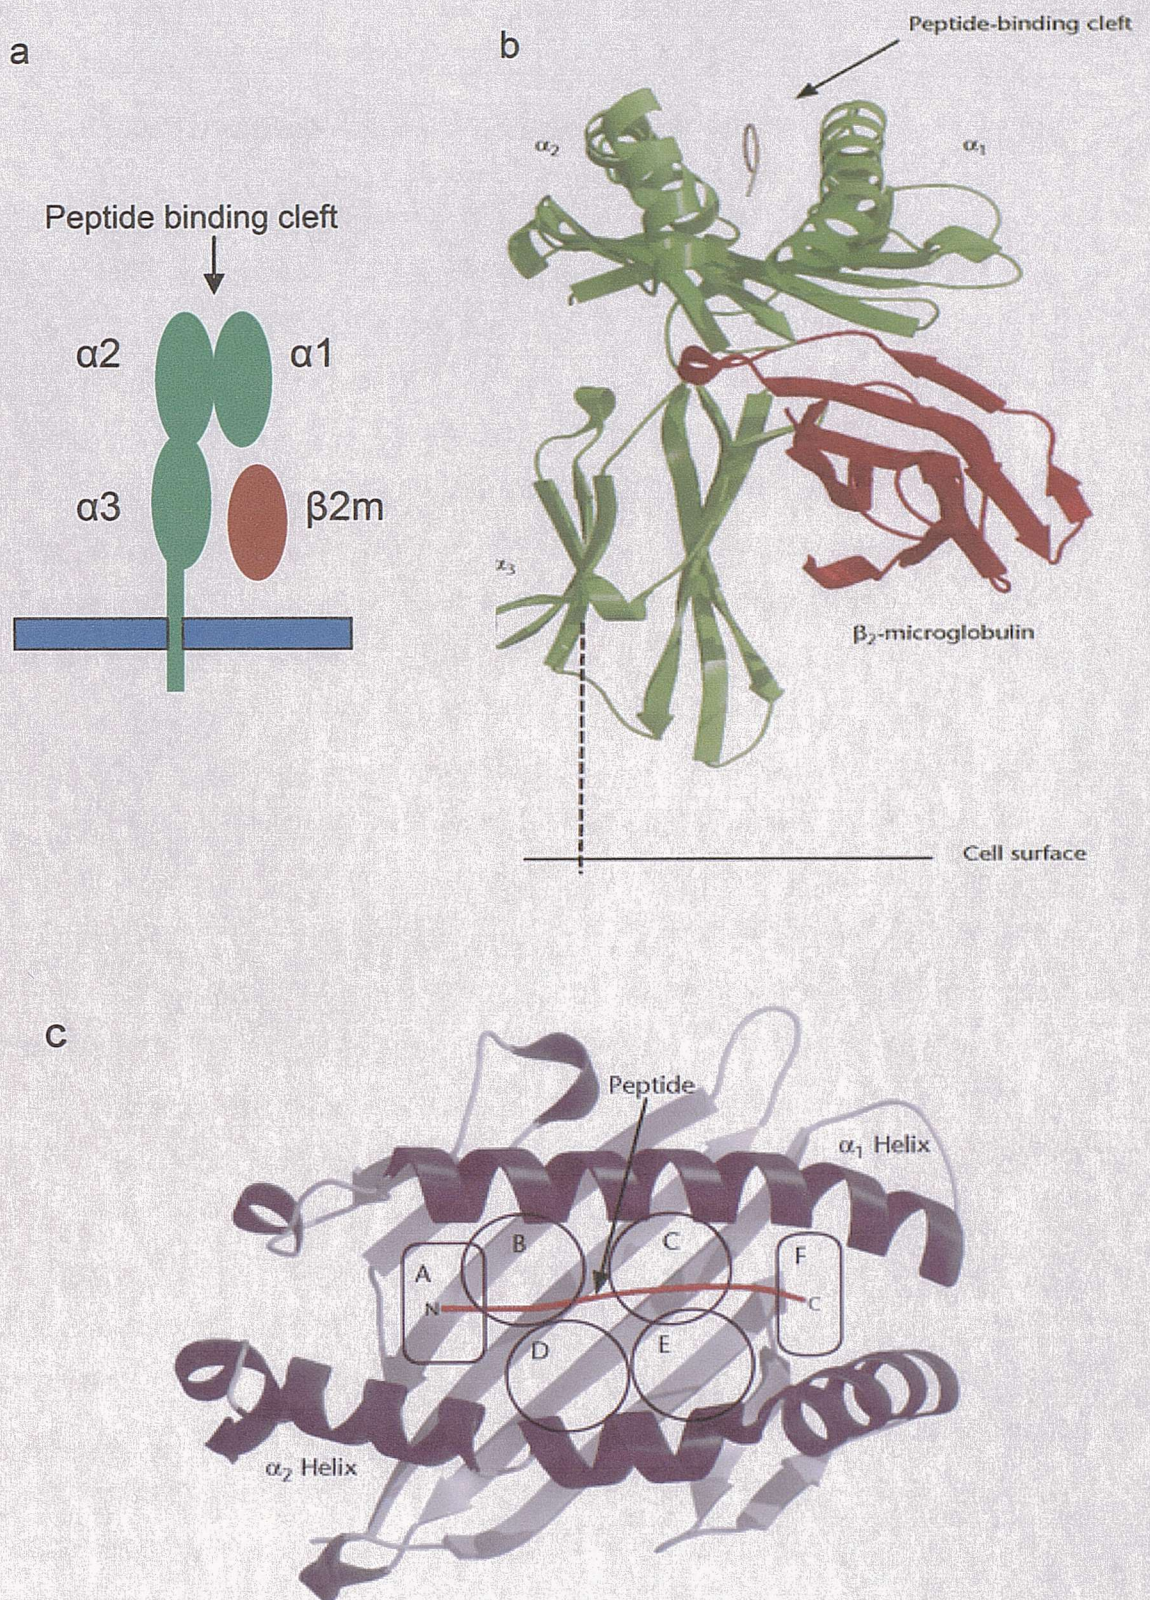 a
Peptide binding cleft
α2
α1
α3
β2m
b
Peptide-binding cleft
α₂
α₁
α₃
β₂-microglobulin
Cell surface
c
Peptide
α₁ Helix
B
C
F
A
N
C
D
E
α₂ Helix